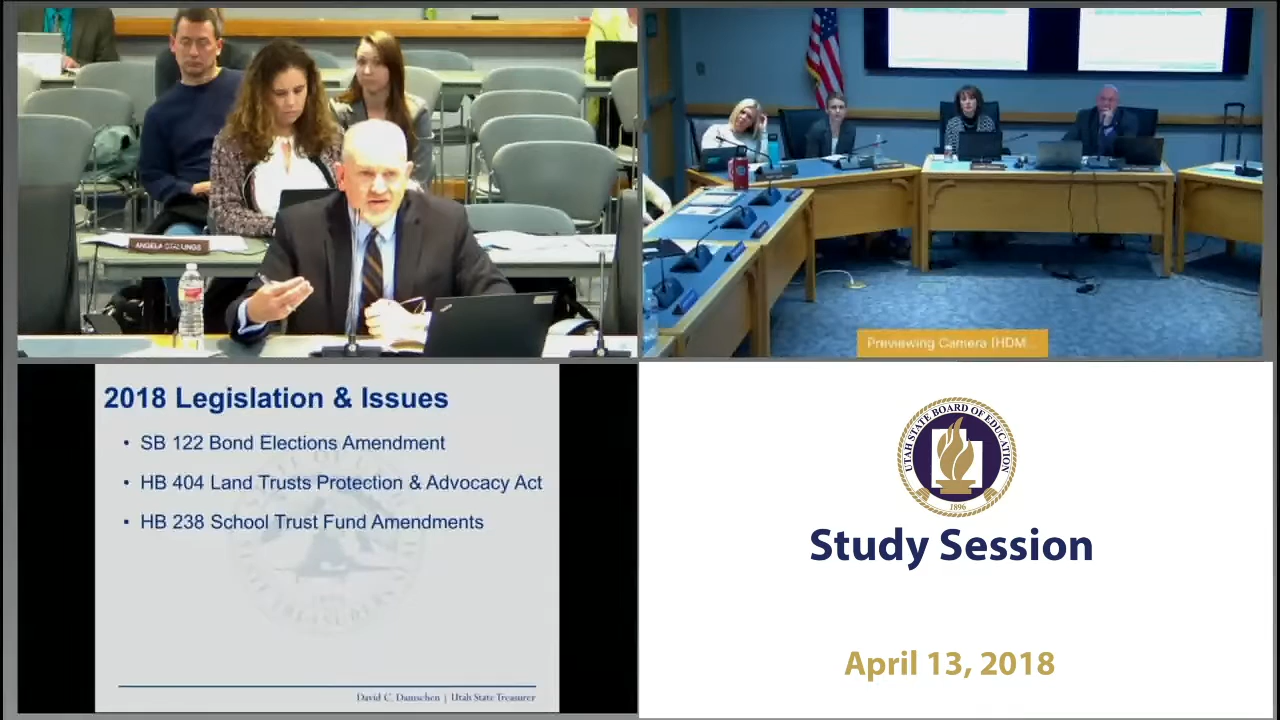 ANGELA STALLINGS
Previewing Camera (HDM...
2018 Legislation & Issues
• SB 122 Bond Elections Amendment
• HB 404 Land Trusts Protection & Advocacy Act
• HB 238 School Trust Fund Amendments
David C. Damschen | Utah State Treasurer
UTAH STATE BOARD OF EDUCATION
1896
Study Session
April 13, 2018